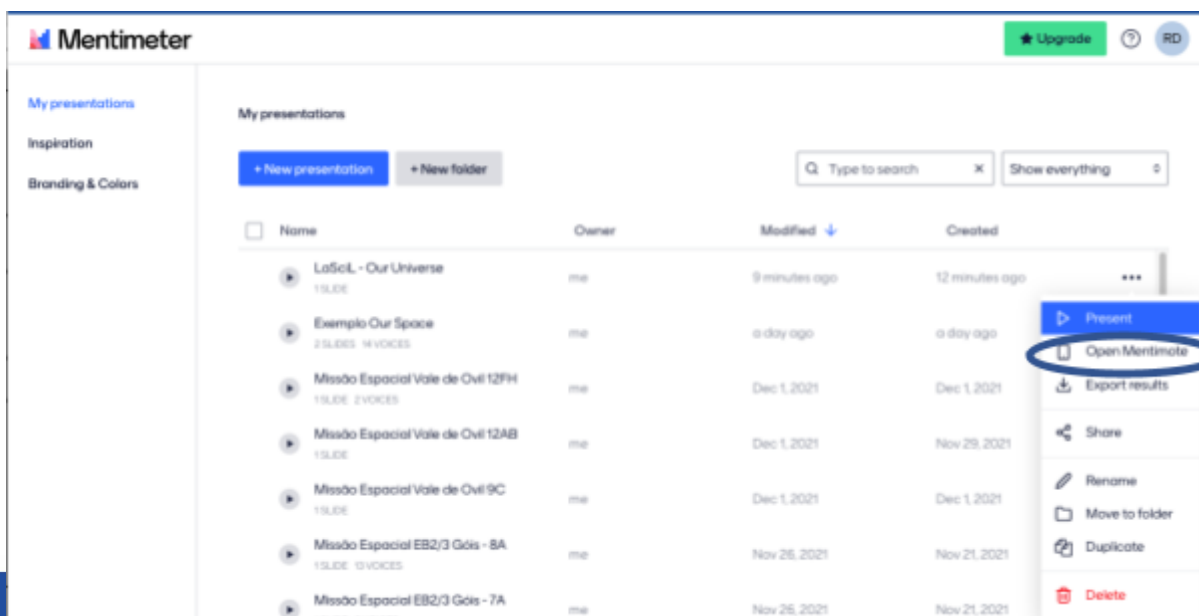 Mentimeter
Upgrade ? RD
My presentations
Inspiration
Branding & Colors
My presentations
+ New presentation + New folder Type to search × Show everything
Name Owner Modified Created
LaSciL - Our Universe me 9 minutes ago 12 minutes ago
1 SLIDE
Exemplo Our Space me a day ago a day ago
2 SLIDES 14 VOICES
Missão Espacial Vale de Ovil 12FH me Dec 1, 2021 Dec 1, 2021
1 SLIDE 2 VOICES
Missão Espacial Vale de Ovil 12AB me Dec 1, 2021 Nov 29, 2021
1 SLIDE
Missão Espacial Vale de Ovil 9C me Dec 1, 2021 Dec 1, 2021
1 SLIDE
Missão Espacial EB2/3 Góis - 8A me Nov 26, 2021 Nov 21, 2021
1 SLIDE 13 VOICES
Missão Espacial EB2/3 Góis - 7A me Nov 26, 2021 Nov 21, 2021
Present
Open Mentimote
Export results
Share
Rename
Move to folder
Duplicate
Delete